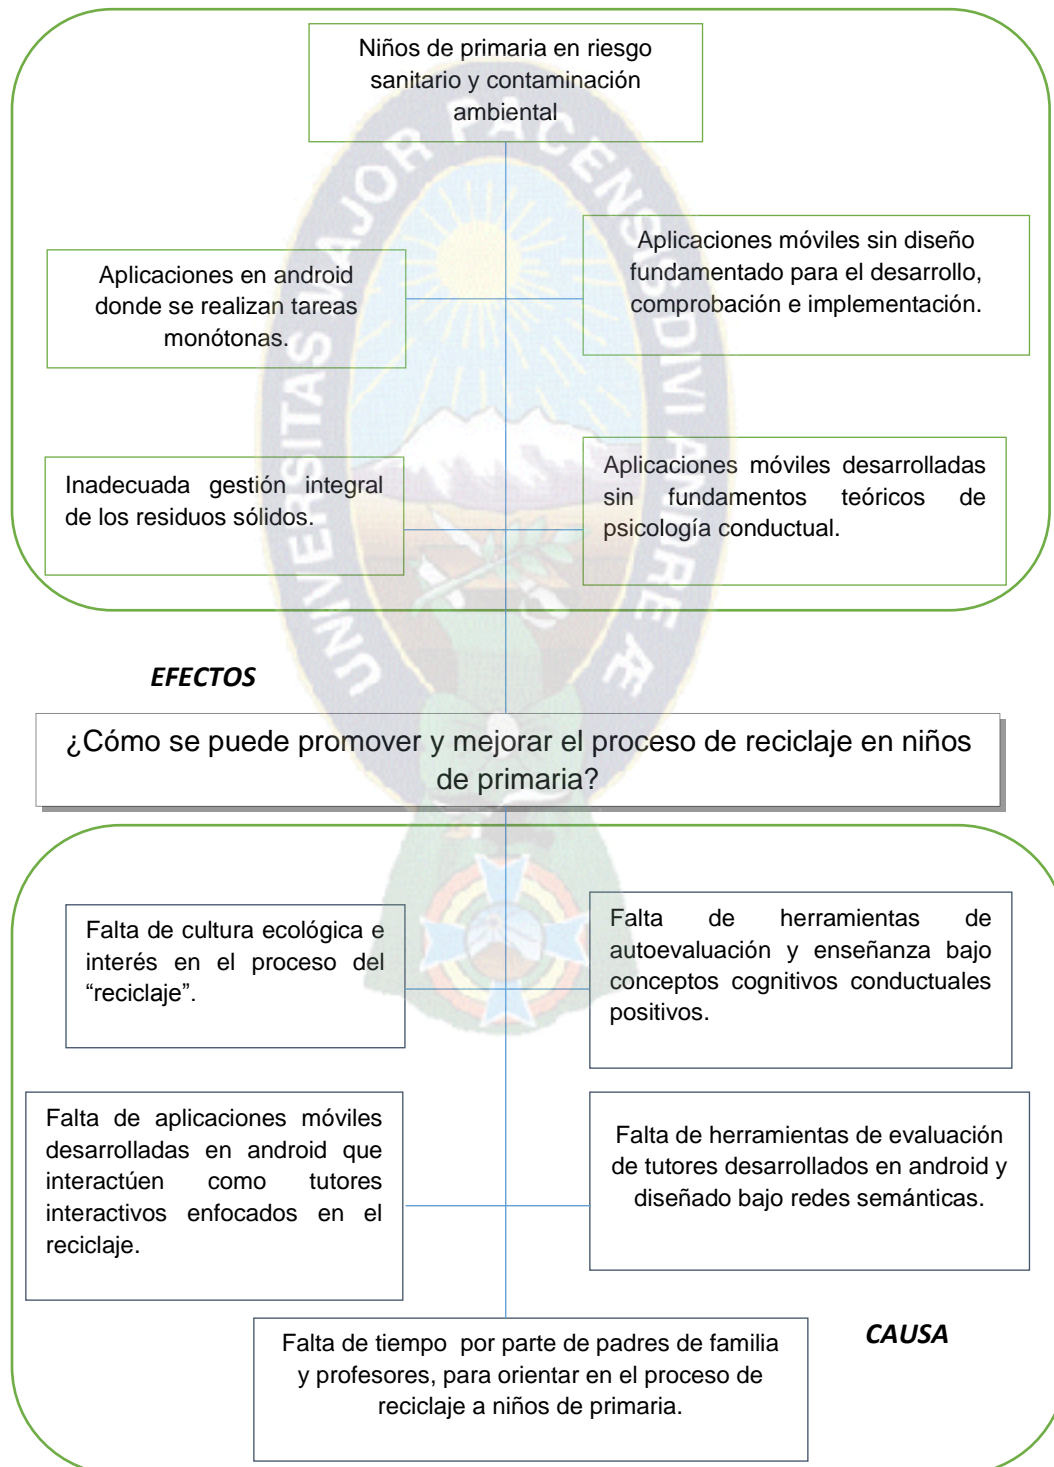 Niños de primaria en riesgo
sanitario y contaminación
ambiental
Aplicaciones en android
donde se realizan tareas
monótonas.
Aplicaciones móviles sin diseño
fundamentado para el desarrollo,
comprobación e implementación.
Inadecuada gestión integral
de los residuos sólidos.
Aplicaciones móviles desarrolladas
sin fundamentos teóricos de
psicología conductual.
UNIVERSITAS MAJOR PACENSIS DIVI ANDRE Æ
EFECTOS
¿Cómo se puede promover y mejorar el proceso de reciclaje en niños
de primaria?
Falta de cultura ecológica e
interés en el proceso del
“reciclaje”.
Falta de herramientas de
autoevaluación y enseñanza bajo
conceptos cognitivos conductuales
positivos.
Falta de aplicaciones móviles
desarrolladas en android que
interactúen como tutores
interactivos enfocados en el
reciclaje.
Falta de herramientas de evaluación
de tutores desarrollados en android y
diseñado bajo redes semánticas.
CAUSA
Falta de tiempo por parte de padres de familia
y profesores, para orientar en el proceso de
reciclaje a niños de primaria.